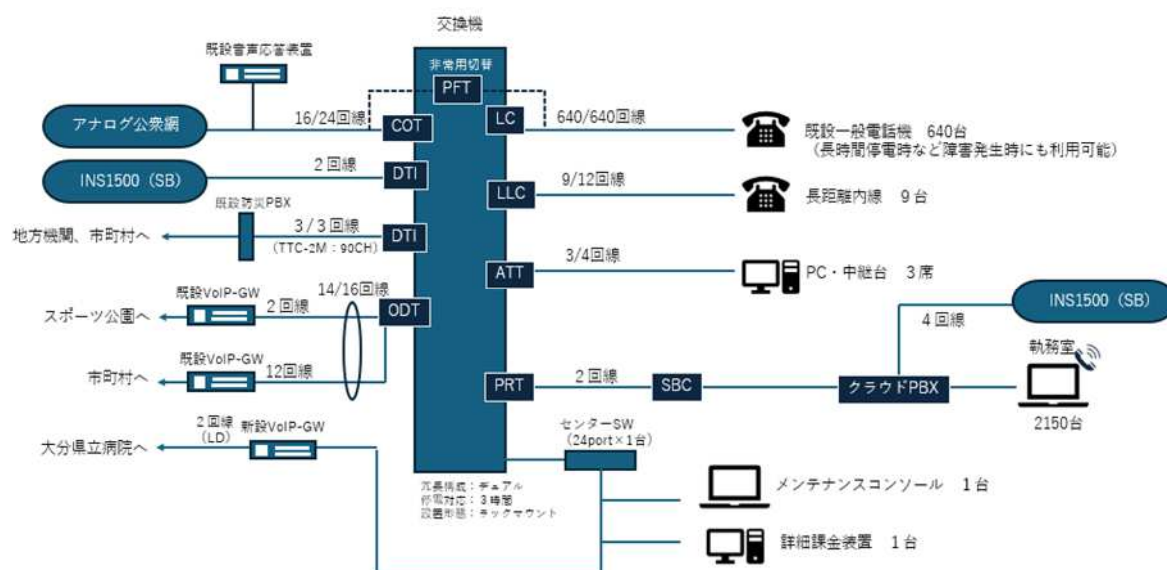 交換機
既設音声応答装置
非常用切替
PFT
アナログ公衆網
16/24回線
COT
LC
640/640回線
既設一般電話機 640台
（長時間停電時など障害発生時にも利用可能）
INS1500（SB）
2回線
DTI
LLC
9/12回線
長距離内線 9台
既設防災PBX
地方機関、市町村へ
3/3回線
（TTC-2M：90CH）
DTI
ATT
3/4回線
PC・中継台 3席
既設VoIP-GW
14/16回線
スポーツ公園へ
2回線
ODT
INS1500（SB）
4回線
既設VoIP-GW
市町村へ
12回線
PRT
2回線
SBC
クラウドPBX
執務室
2150台
大分県立病院へ
2回線
（LD）
新設VoIP-GW
センターSW
（24port×1台）
冗長構成：デュアル
停電対応：3時間
設置形態：ラックマウント
メンテナンスコンソール 1台
詳細課金装置 1台